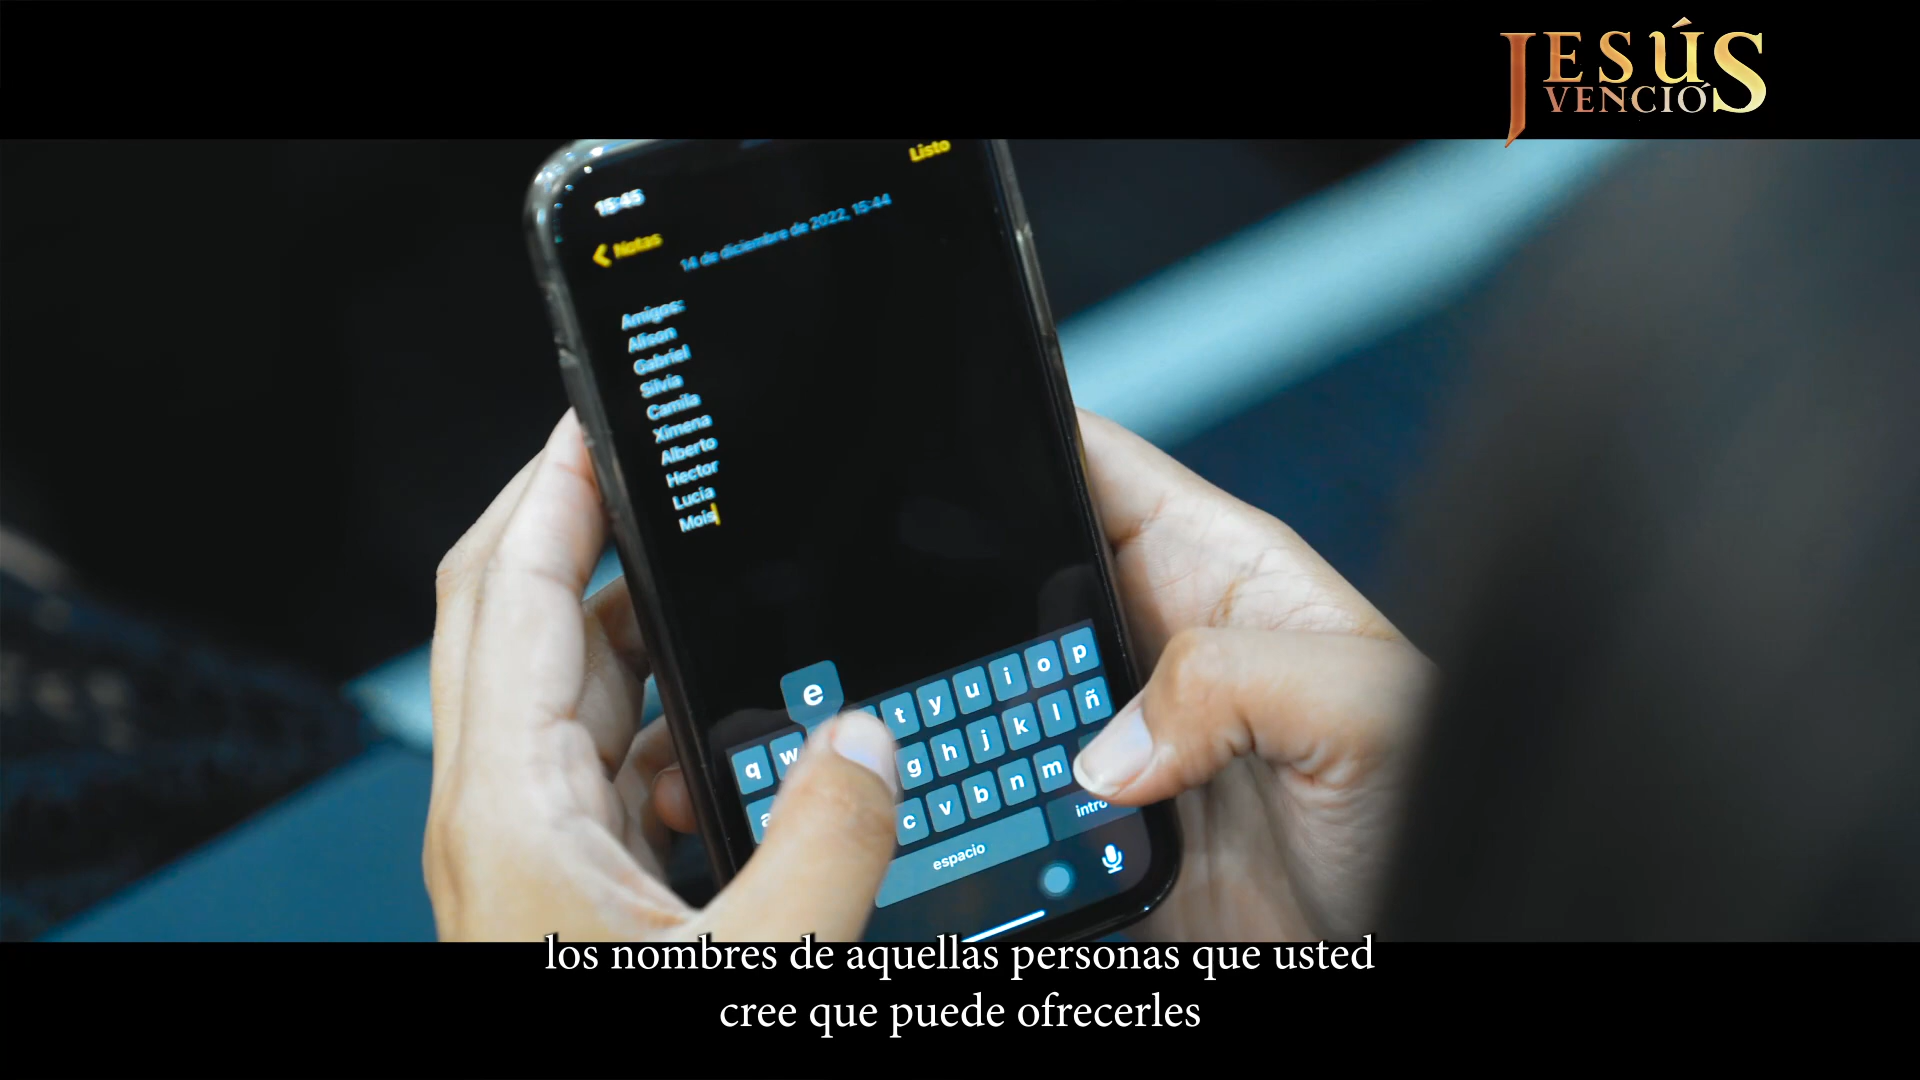 JESÚS
VENCIÓ
Listo
15:45
Notas
14 de diciembre de 2022, 15:44
Amigos:
Alison
Gabriel
Silvia
Camila
Ximena
Alberto
Hector
Lucia
Mois
e
q w t y u i o p
a g h j k l ñ
c v b n m
espacio intro
los nombres de aquellas personas que usted
cree que puede ofrecerles